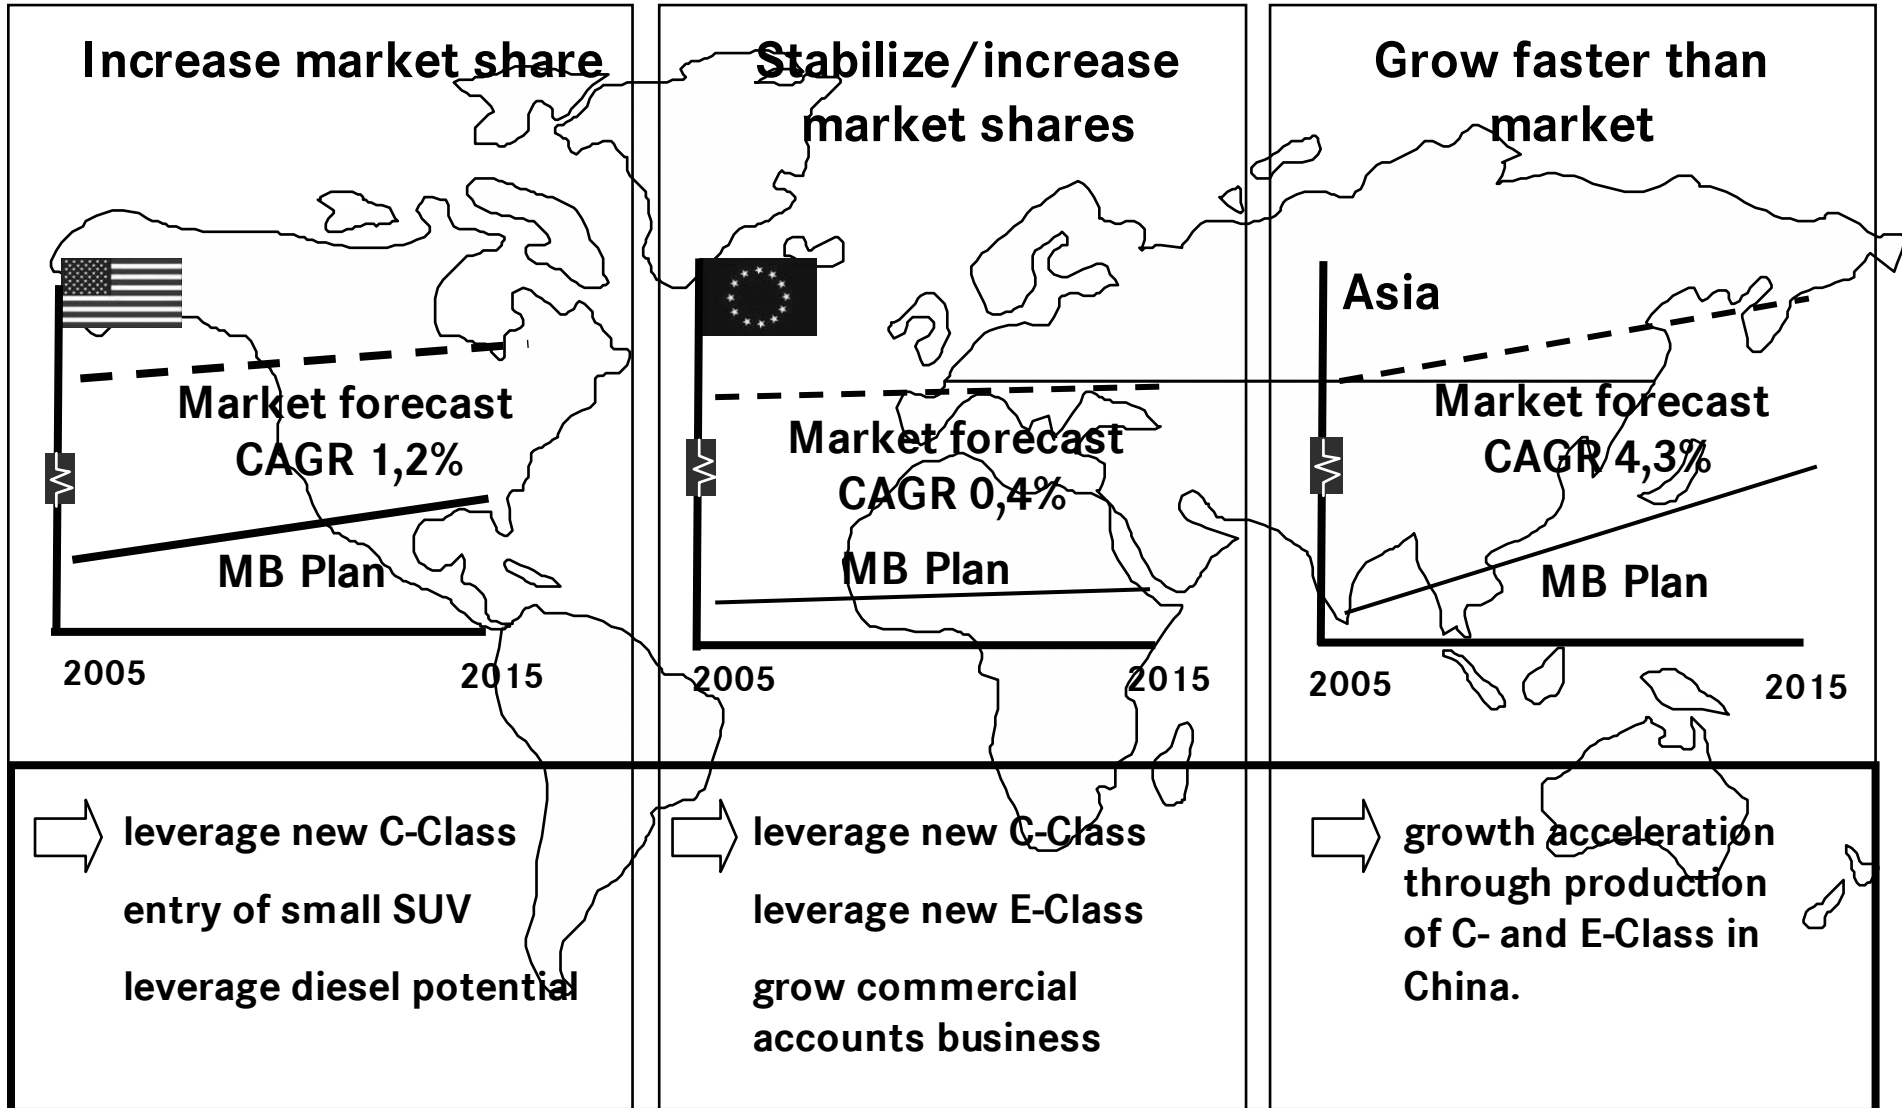 Increase market share
Market forecast
CAGR 1,2%
MB Plan
2005
2015
leverage new C-Class
entry of small SUV
leverage diesel potential
Stabilize/increase
market shares
Market forecast
CAGR 0,4%
MB Plan
2005
2015
leverage new C-Class
leverage new E-Class
grow commercial
accounts business
Grow faster than
market
Asia
Market forecast
CAGR 4,3%
MB Plan
2005
2015
growth acceleration
through production
of C- and E-Class in
China.